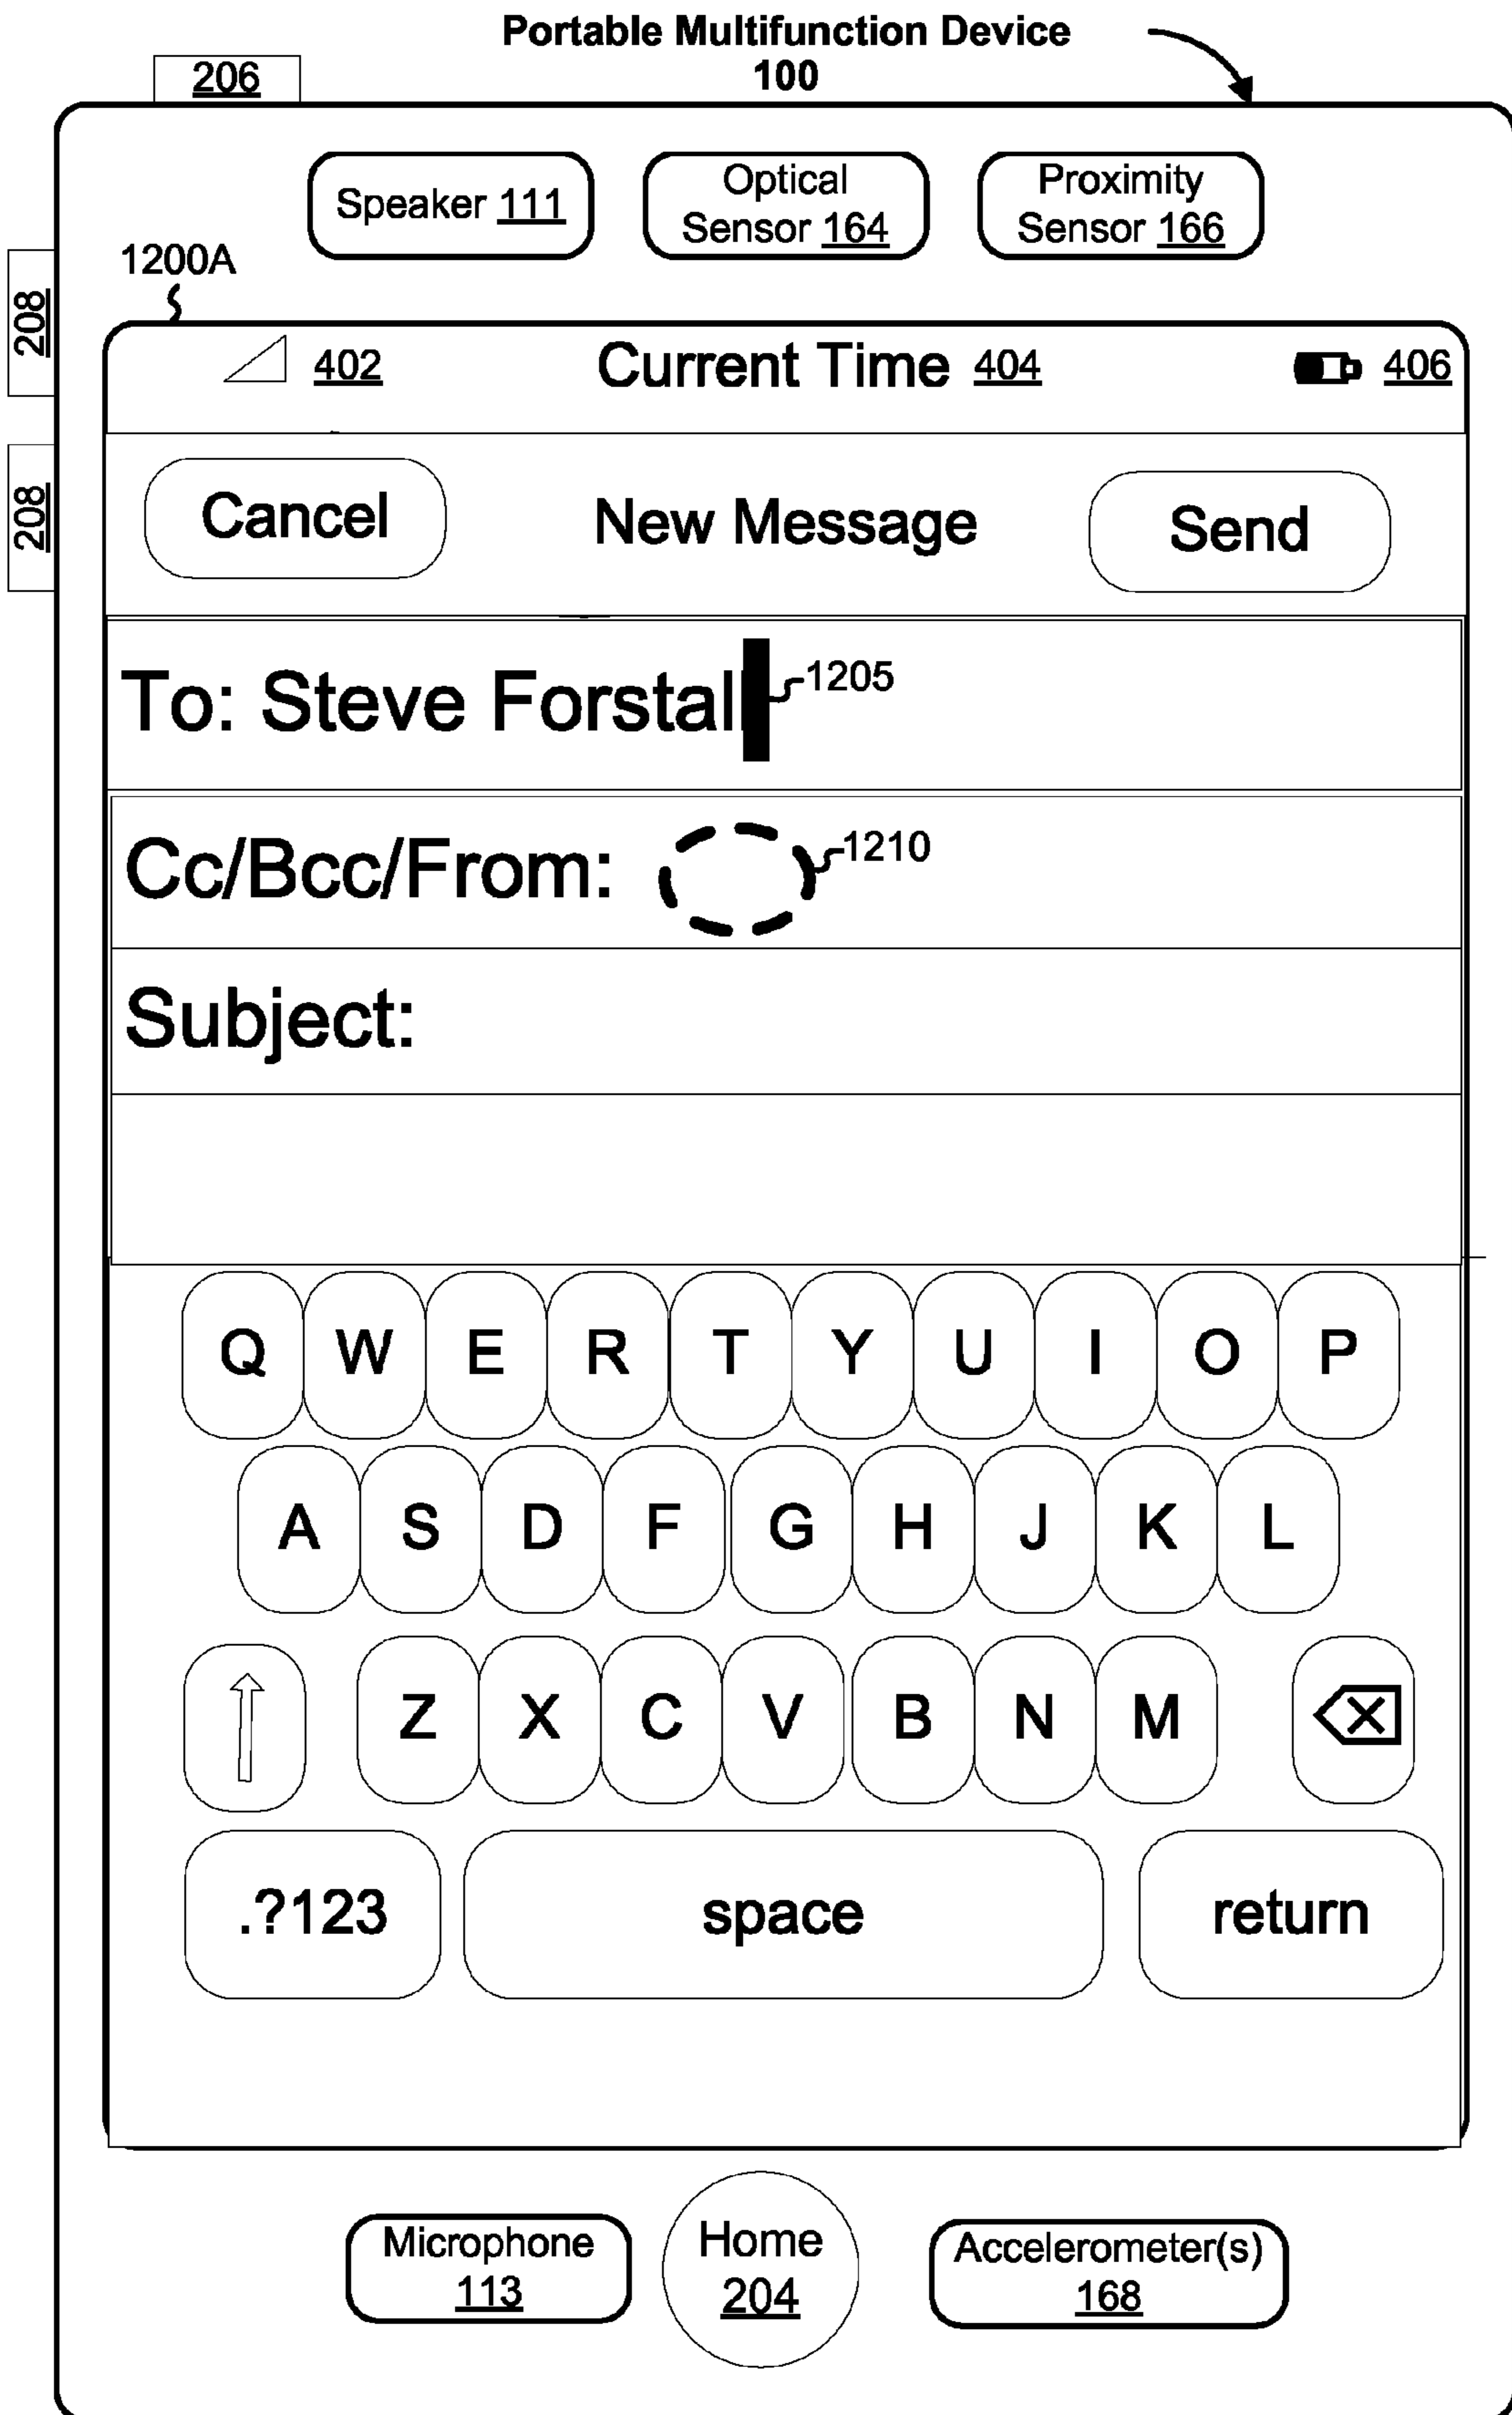 Portable Multifunction Device
100
206
Speaker 111
Optical
Sensor 164
Proximity
Sensor 166
1200A
208
402
Current Time 404
406
208
Cancel
New Message
Send
To: Steve Forstall
1205
Cc/Bcc/From:
1210
Subject:
Q W E R T Y U I O P
A S D F G H J K L
Z X C V B N M
.?123
space
return
Microphone
113
Home
204
Accelerometer(s)
168